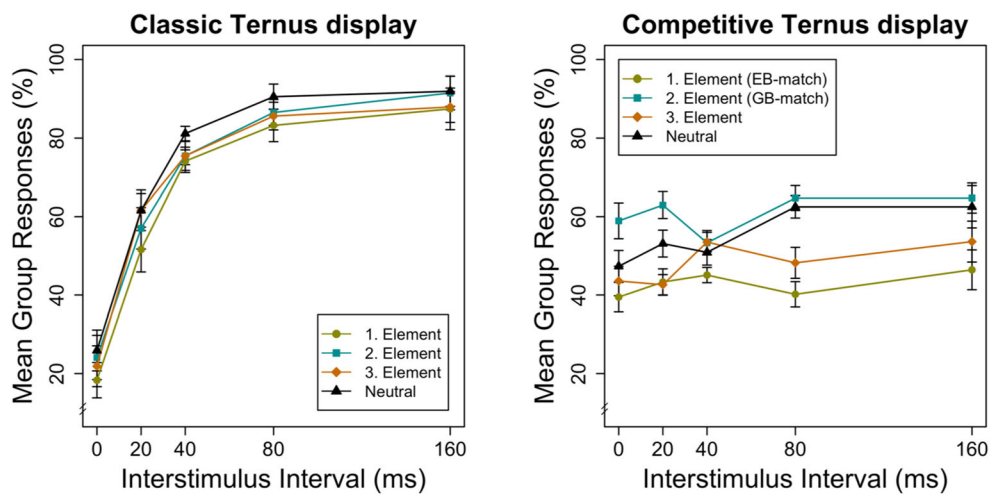 Classic Ternus display
Mean Group Responses (%)
100
80
60
40
20
1. Element
2. Element
3. Element
Neutral
0
20
40
80
160
Interstimulus Interval (ms)
Competitive Ternus display
Mean Group Responses (%)
100
80
60
40
20
1. Element (EB-match)
2. Element (GB-match)
3. Element
Neutral
0
20
40
80
160
Interstimulus Interval (ms)